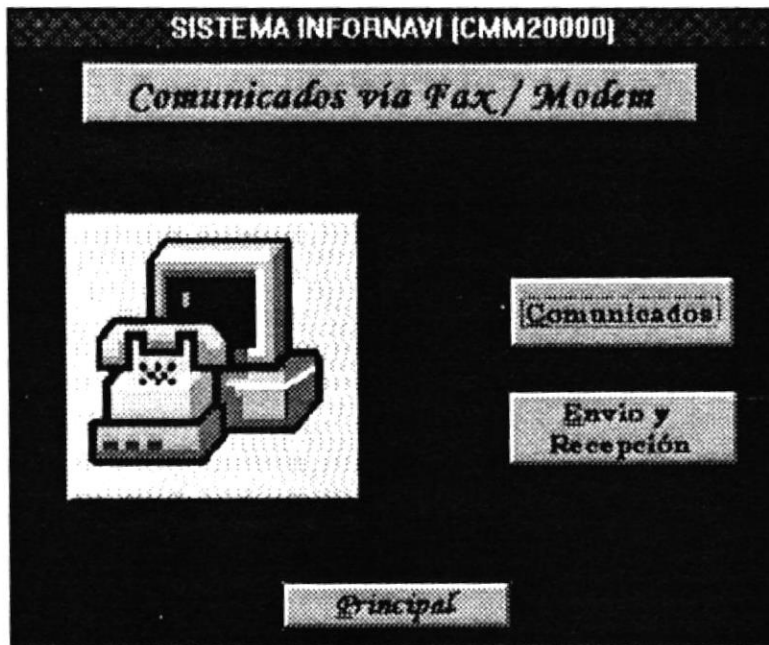 SISTEMA INFORNAVI (CMM20000)
Comunicados vía Fax / Modem
Comunicados
Envio y
Recepción
Principal